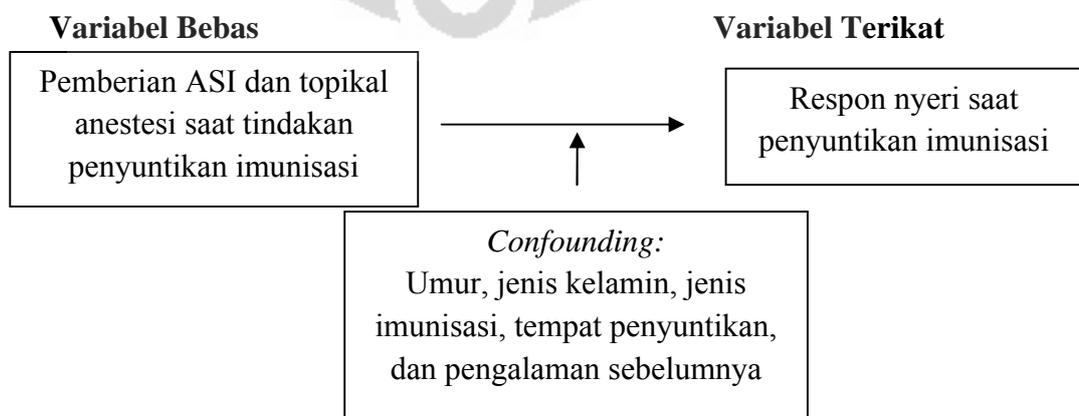 Variabel Bebas
Variabel Terikat
Pemberian ASI dan topikal
anestesi saat tindakan
penyuntikan imunisasi
Respon nyeri saat
penyuntikan imunisasi
Confounding:
Umur, jenis kelamin, jenis
imunisasi, tempat penyuntikan,
dan pengalaman sebelumnya